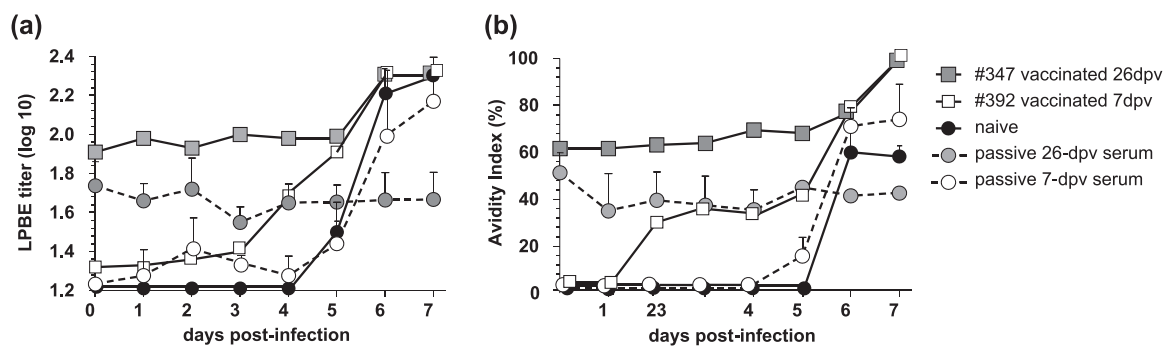 (a)
LPBE titer (log 10)
2.4
2.2
2.0
1.8
1.6
1.4
1.2
0 1 2 3 4 5 6 7
days post-infection
(b)
Avidity Index (%)
100
80
60
40
20
0
1 23 4 5 6 7
days post-infection
#347 vaccinated 26dpv
#392 vaccinated 7dpv
naive
passive 26-dpv serum
passive 7-dpv serum